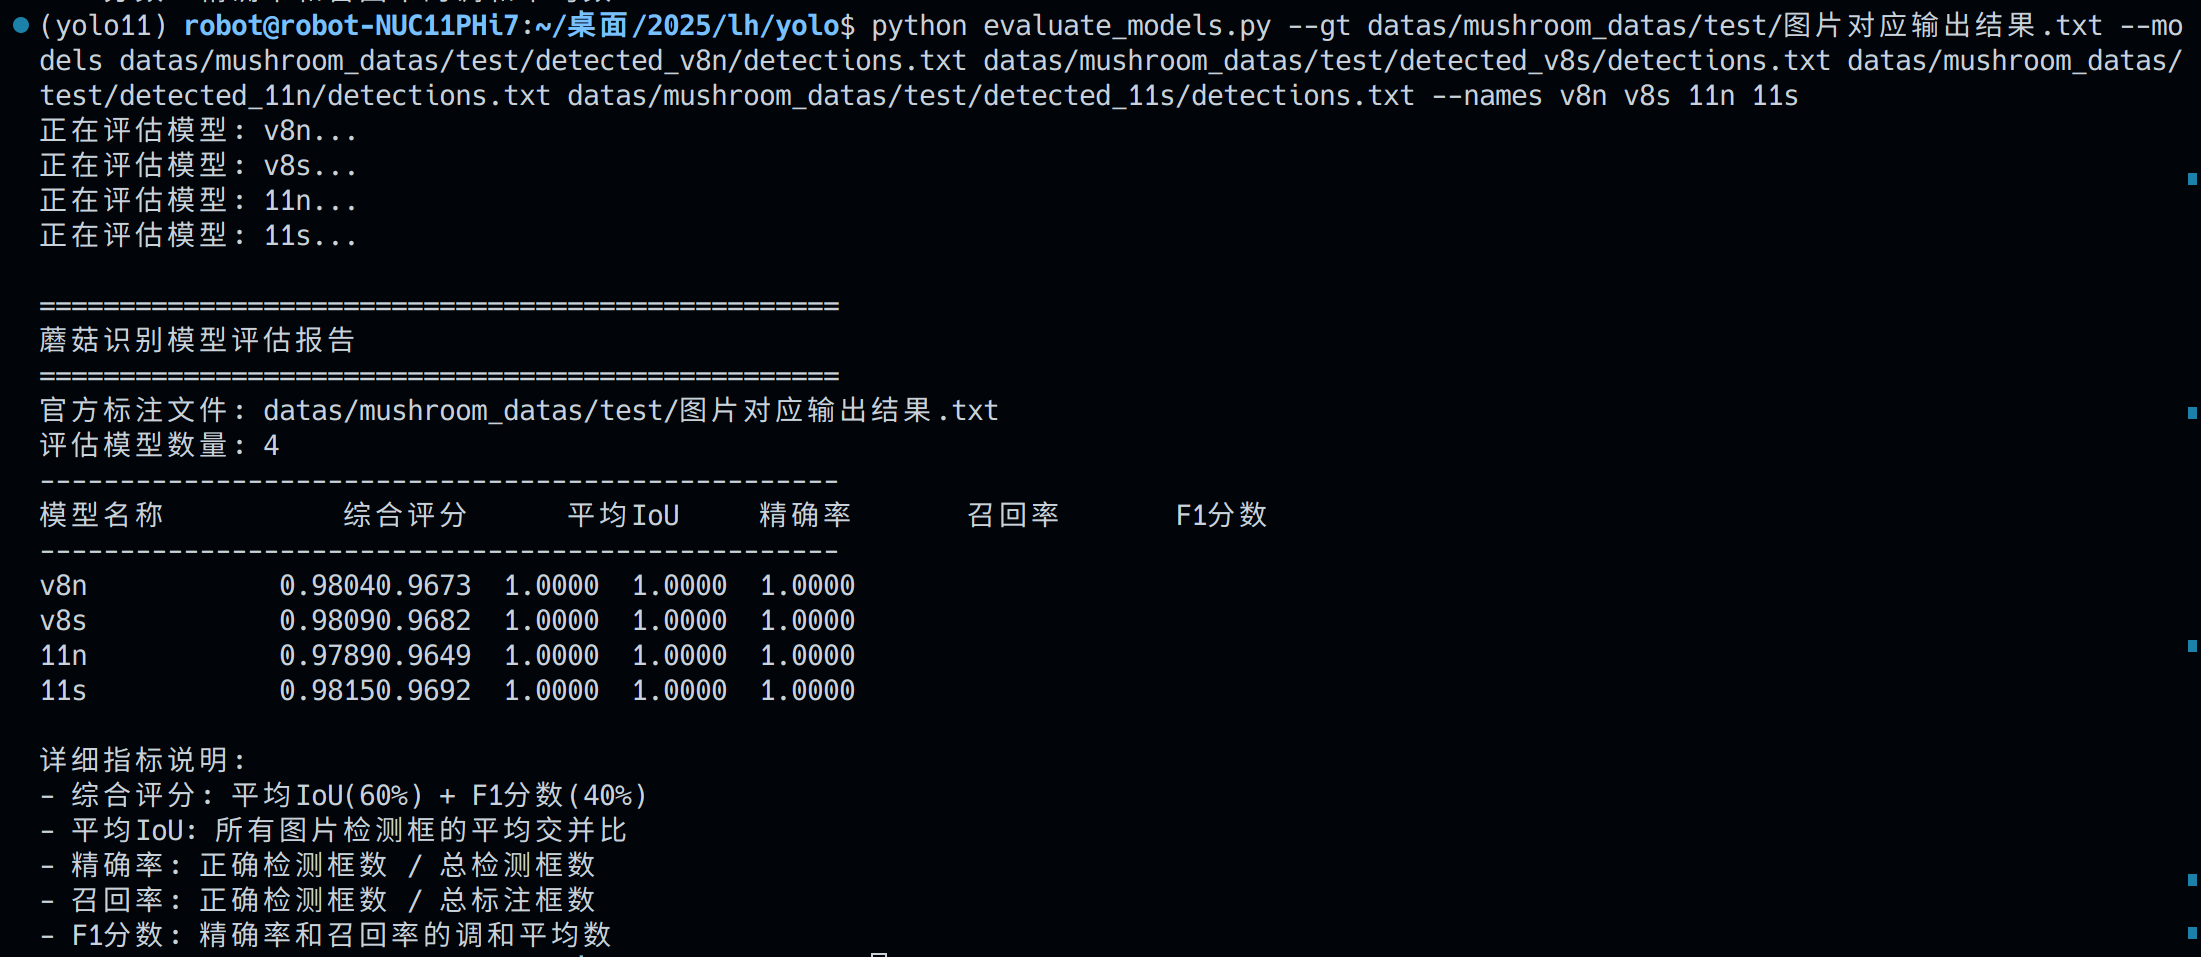 (yolo11) robot@robot-NUC11PHi7:~/桌面/2025/lh/yolo$ python evaluate_models.py --gt datas/mushroom_datas/test/图片对应输出结果.txt --mo
dels datas/mushroom_datas/test/detected_v8n/detections.txt datas/mushroom_datas/test/detected_v8s/detections.txt datas/mushroom_datas/
test/detected_11n/detections.txt datas/mushroom_datas/test/detected_11s/detections.txt --names v8n v8s 11n 11s
正在评估模型: v8n...
正在评估模型: v8s...
正在评估模型: 11n...
正在评估模型: 11s...
==================================================
蘑菇识别模型评估报告
==================================================
官方标注文件: datas/mushroom_datas/test/图片对应输出结果.txt
评估模型数量: 4
--------------------------------------------------
模型名称 综合评分 平均IoU 精确率 召回率 F1分数
--------------------------------------------------
v8n 0.98040.9673 1.0000 1.0000 1.0000
v8s 0.98090.9682 1.0000 1.0000 1.0000
11n 0.97890.9649 1.0000 1.0000 1.0000
11s 0.98150.9692 1.0000 1.0000 1.0000
详细指标说明:
- 综合评分: 平均IoU(60%) + F1分数(40%)
- 平均IoU: 所有图片检测框的平均交并比
- 精确率: 正确检测框数 / 总检测框数
- 召回率: 正确检测框数 / 总标注框数
- F1分数: 精确率和召回率的调和平均数